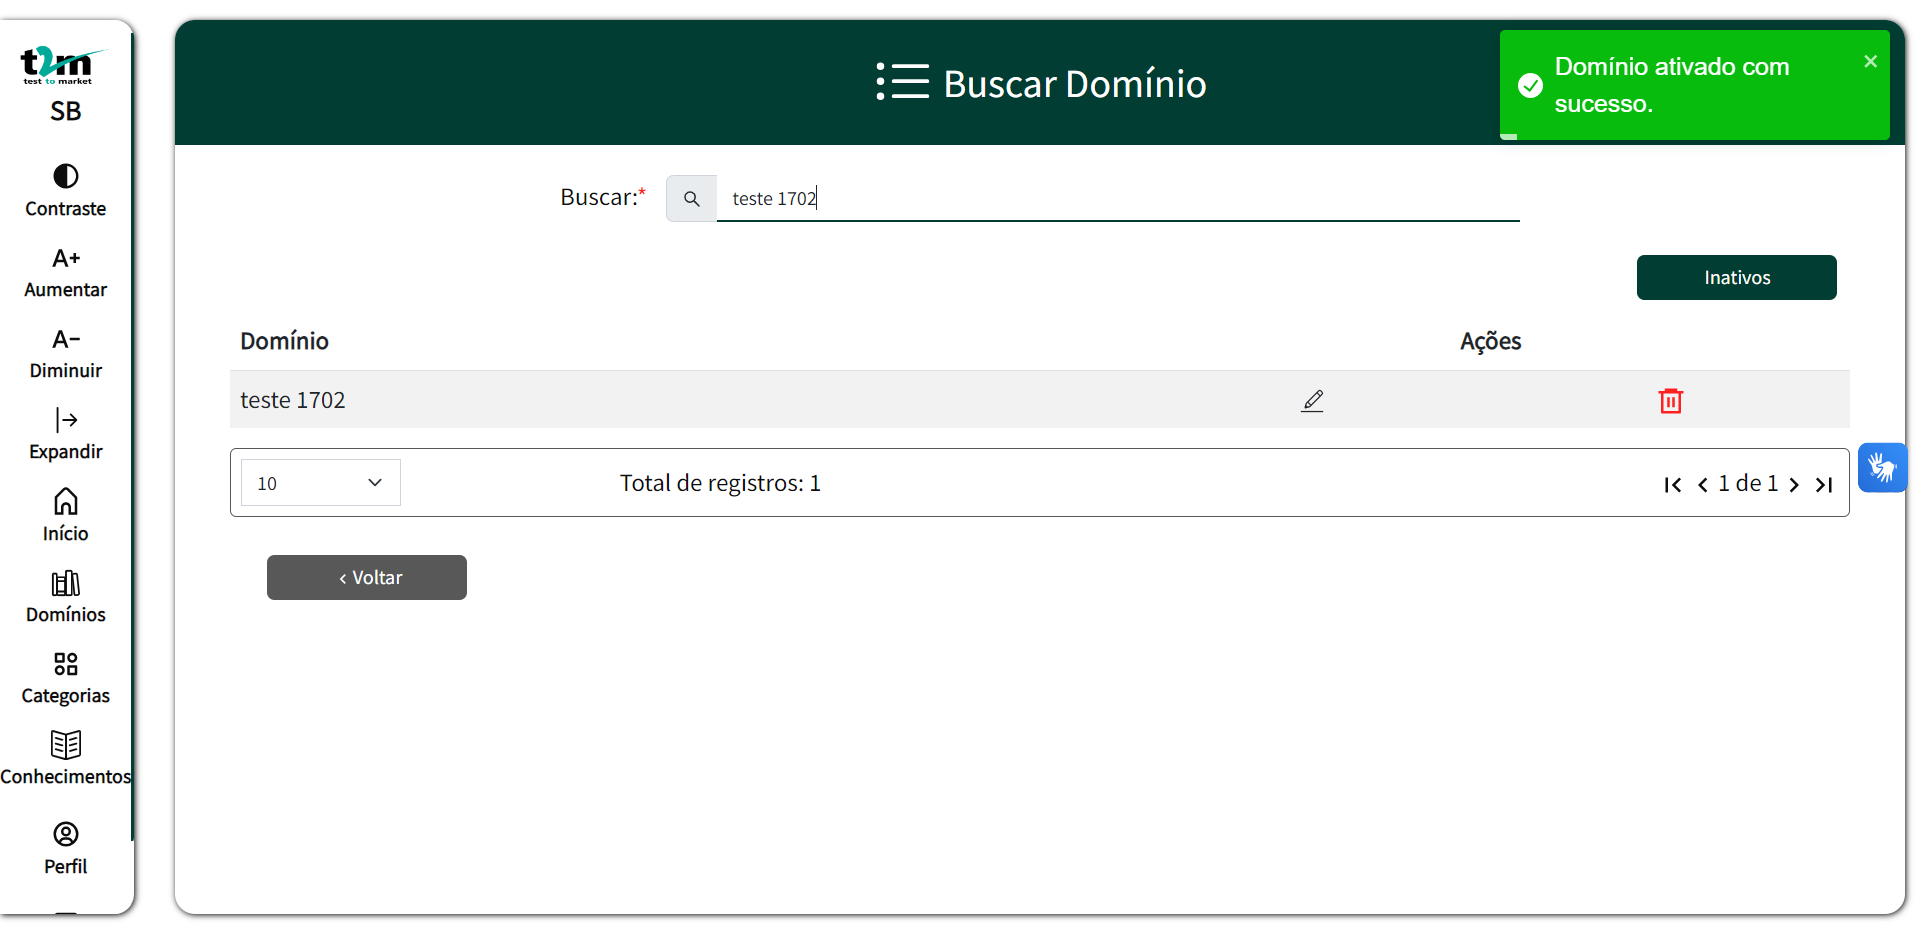 t2m
test to market
SB
Contraste
A+
Aumentar
A-
Diminuir
Expandir
Início
Domínios
Categorias
Conhecimentos
Perfil
Buscar Domínio
Domínio ativado com
sucesso.
Buscar:* teste 1702
Inativos
Domínio Ações
teste 1702
10 Total de registros: 1 1 de 1
‹ Voltar